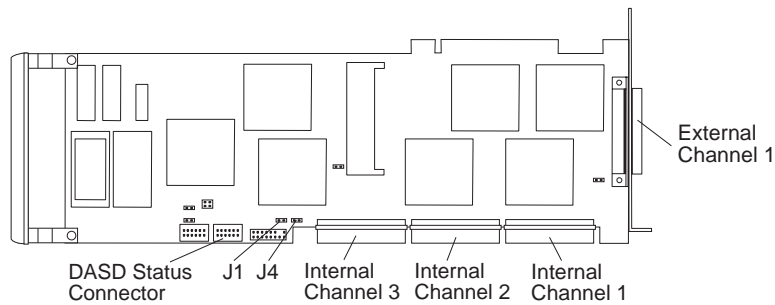 External
Channel 1
DASD Status
Connector
J1 J4
Internal
Channel 3
Internal
Channel 2
Internal
Channel 1